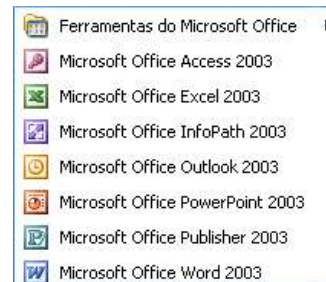 Ferramentas do Microsoft Office
Microsoft Office Access 2003
Microsoft Office Excel 2003
Microsoft Office InfoPath 2003
Microsoft Office Outlook 2003
Microsoft Office PowerPoint 2003
Microsoft Office Publisher 2003
Microsoft Office Word 2003